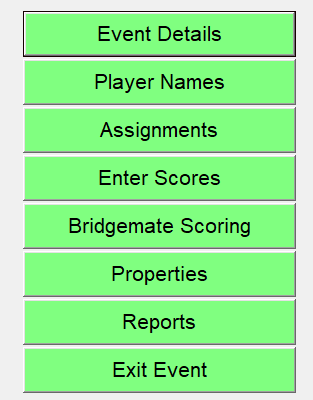 Event Details
Player Names
Assignments
Enter Scores
Bridgemate Scoring
Properties
Reports
Exit Event